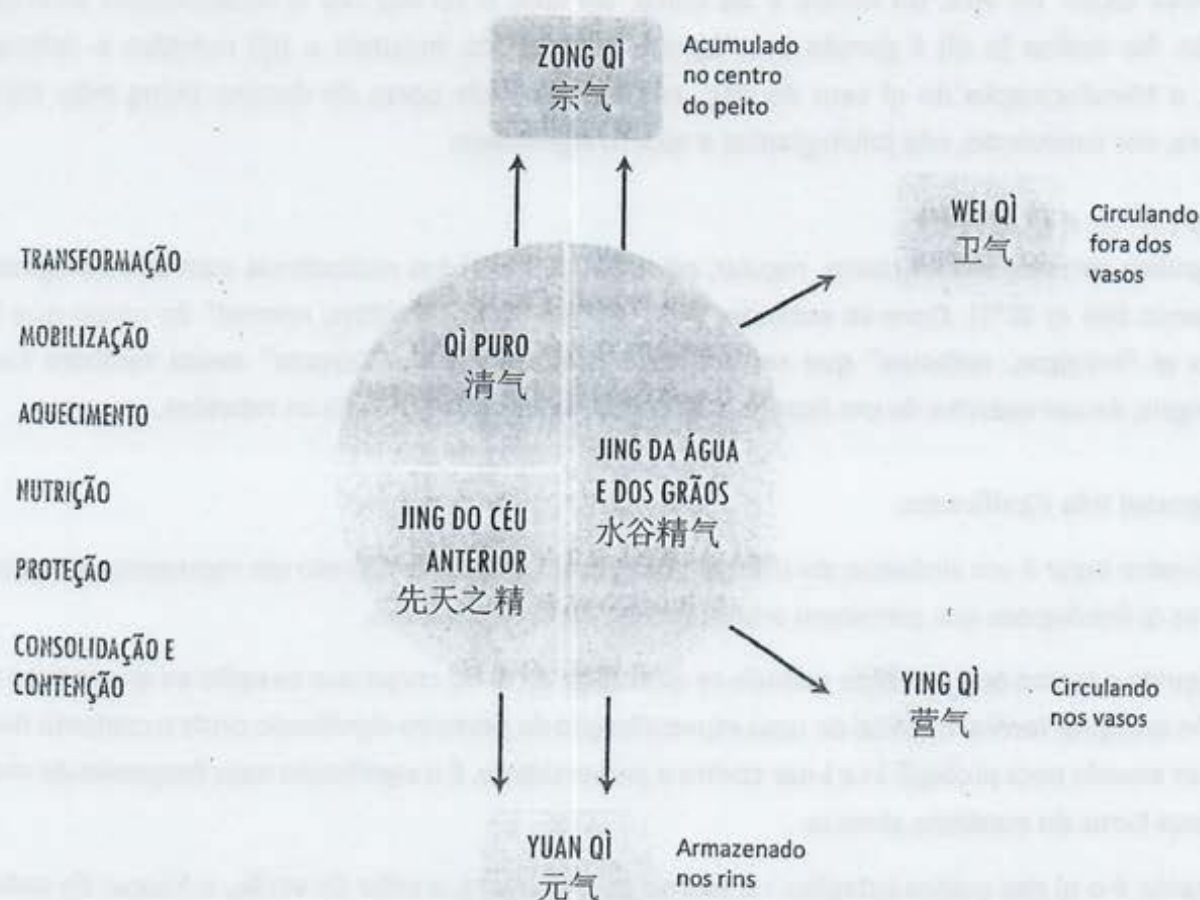 ZONG QÌ
宗气
Acumulado
no centro
do peito
WEI QÌ
卫气
Circulando
fora dos
vasos
TRANSFORMAÇÃO
MOBILIZAÇÃO
AQUECIMENTO
NUTRIÇÃO
PROTEÇÃO
CONSOLIDAÇÃO E
CONTENÇÃO
QÌ PURO
清气
JING DA ÁGUA
E DOS GRÃOS
水谷精气
JING DO CÉU
ANTERIOR
先天之精
YING QÌ
营气
Circulando
nos vasos
YUAN QÌ
元气
Armazenado
nos rins